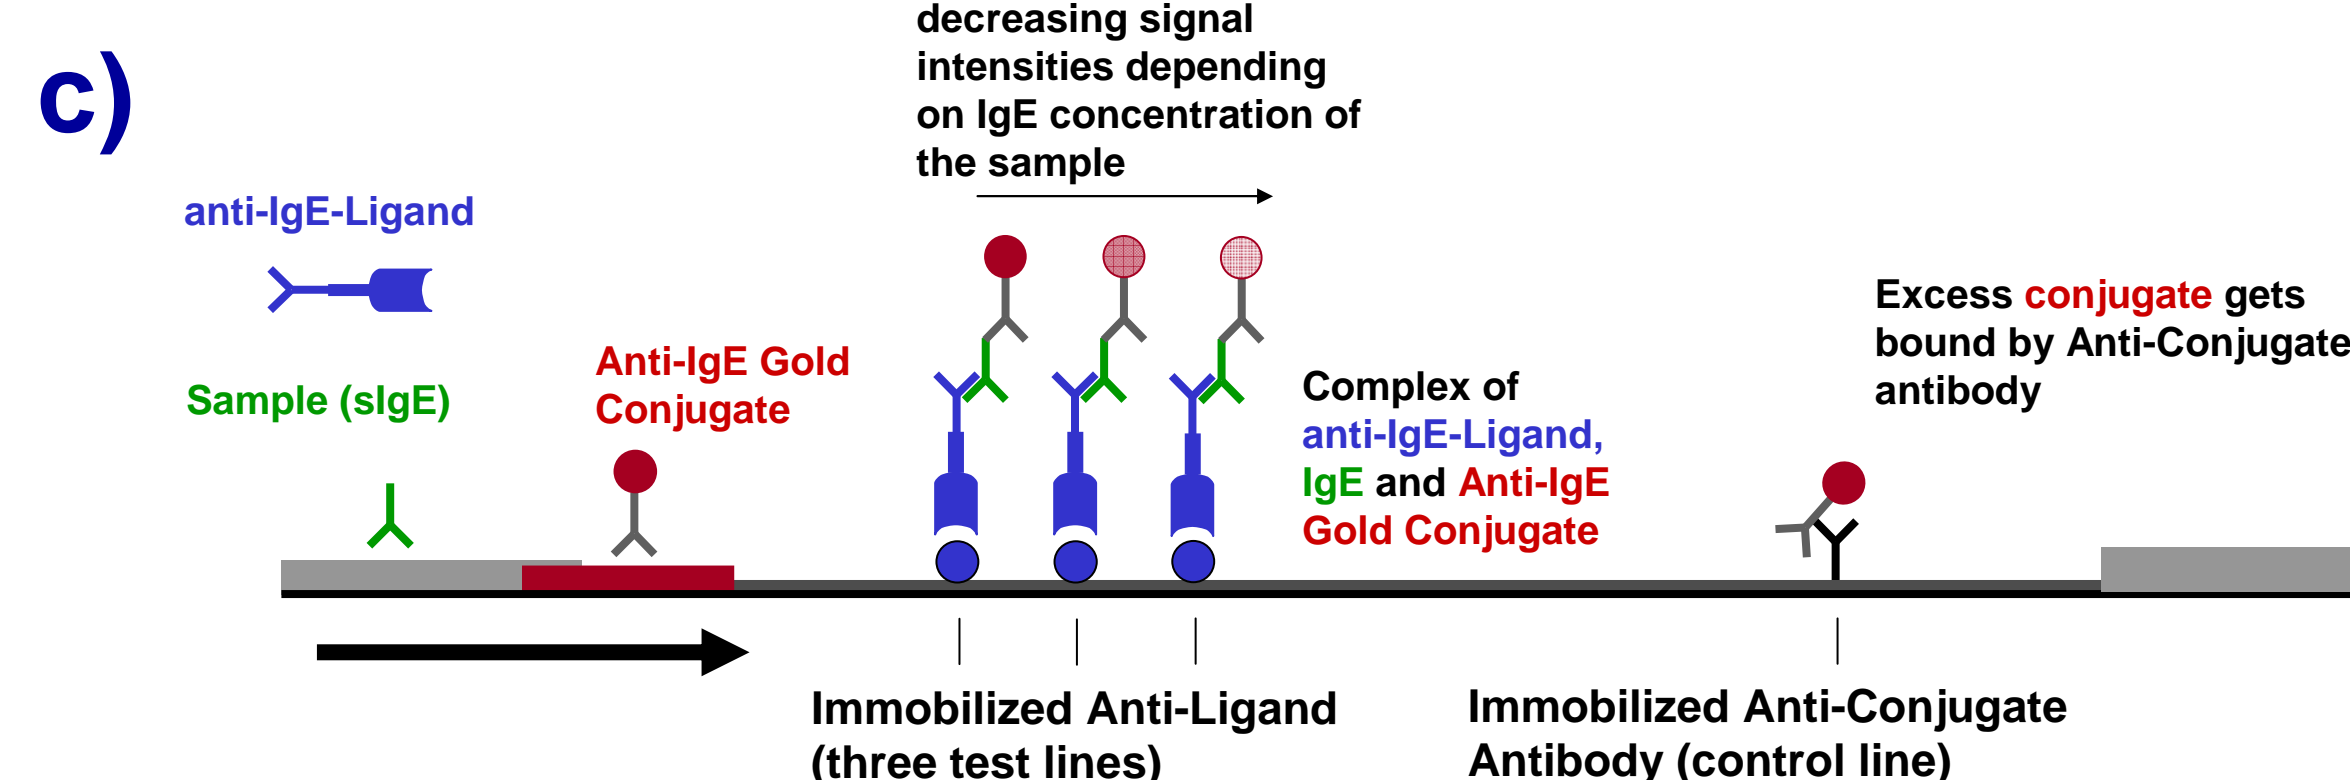 c)
decreasing signal
intensities depending
on IgE concentration of
the sample
anti-IgE-Ligand
Sample (sIgE)
Anti-IgE Gold
Conjugate
Complex of
anti-IgE-Ligand,
IgE and Anti-IgE
Gold Conjugate
Excess conjugate gets
bound by Anti-Conjugate
antibody
Immobilized Anti-Ligand
(three test lines)
Immobilized Anti-Conjugate
Antibody (control line)